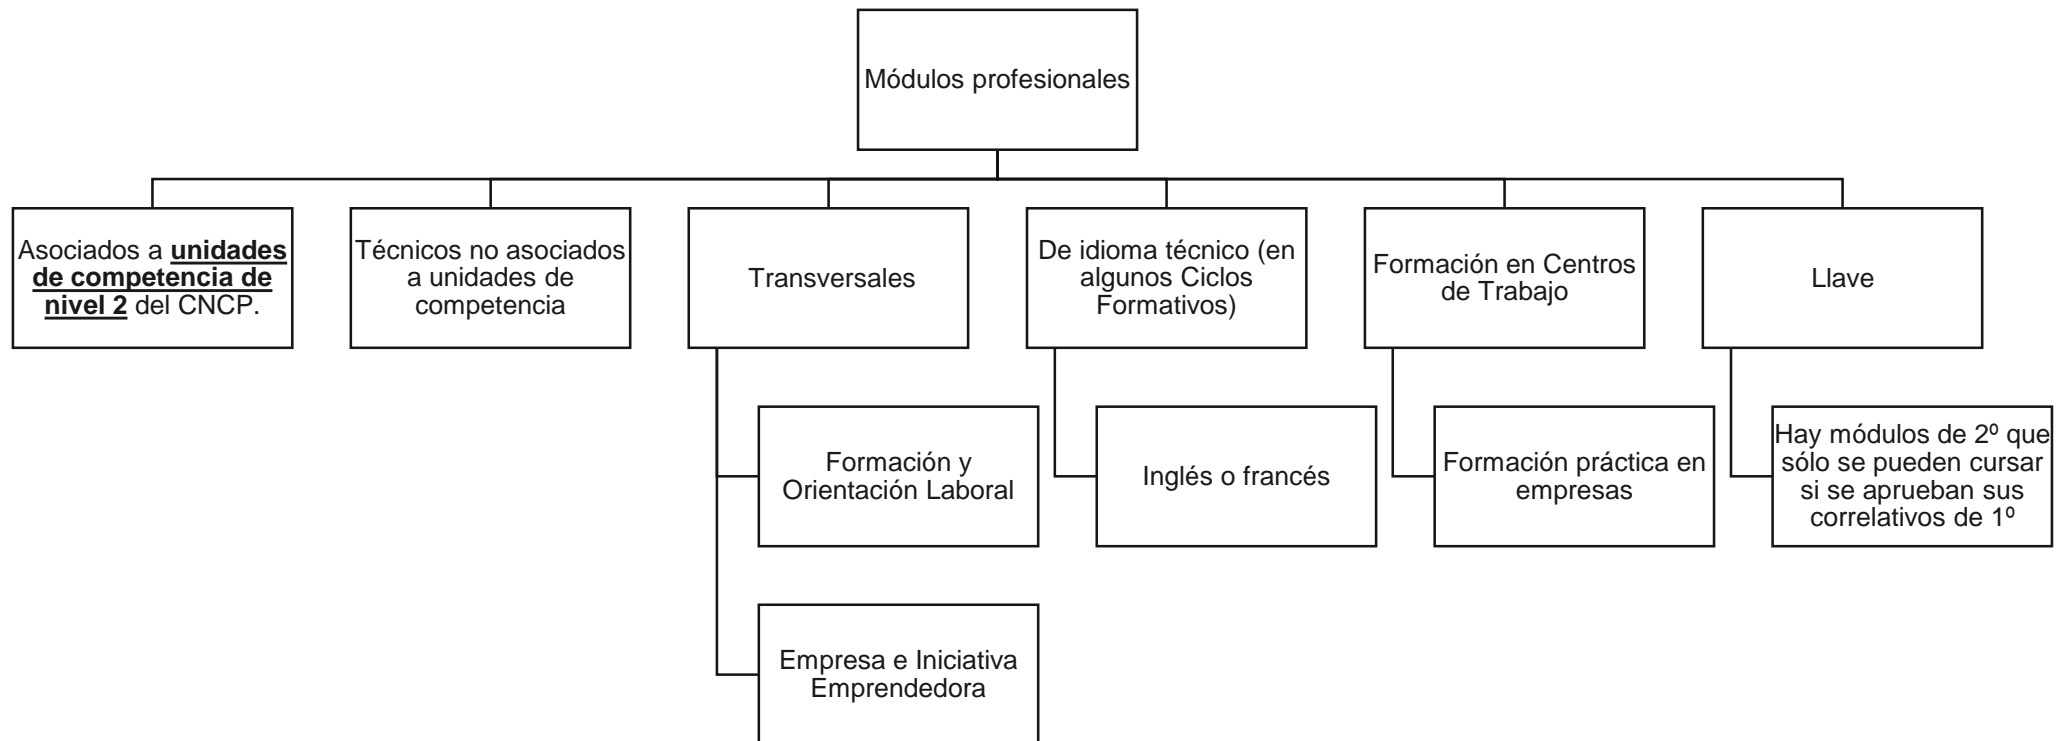 Módulos profesionales
Asociados a unidades
de competencia de
nivel 2 del CNCP.
Técnicos no asociados
a unidades de
competencia
Transversales
De idioma técnico (en
algunos Ciclos
Formativos)
Formación en Centros
de Trabajo
Llave
Formación y
Orientación Laboral
Inglés o francés
Formación práctica en
empresas
Hay módulos de 2º que
sólo se pueden cursar
si se aprueban sus
correlativos de 1º
Empresa e Iniciativa
Emprendedora